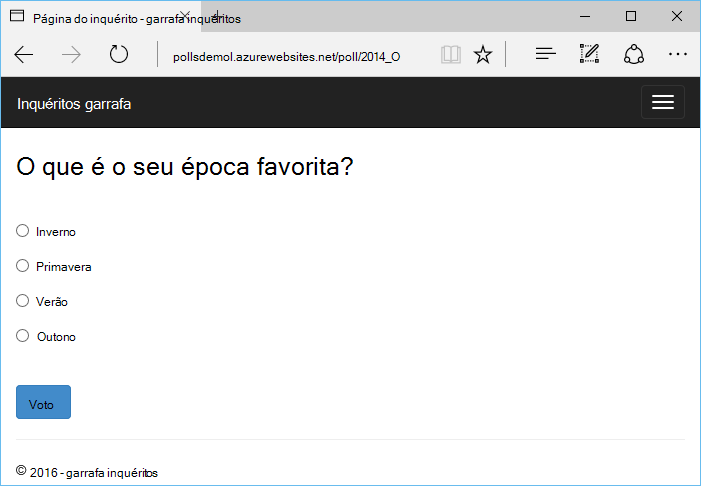 Página do inquérito - garrafa inquéritos
pollsdemol.azurewebsites.net/poll/2014_O
Inquéritos garrafa
O que é o seu época favorita?
Inverno
Primavera
Verão
Outono
Voto
© 2016 - garrafa inquéritos